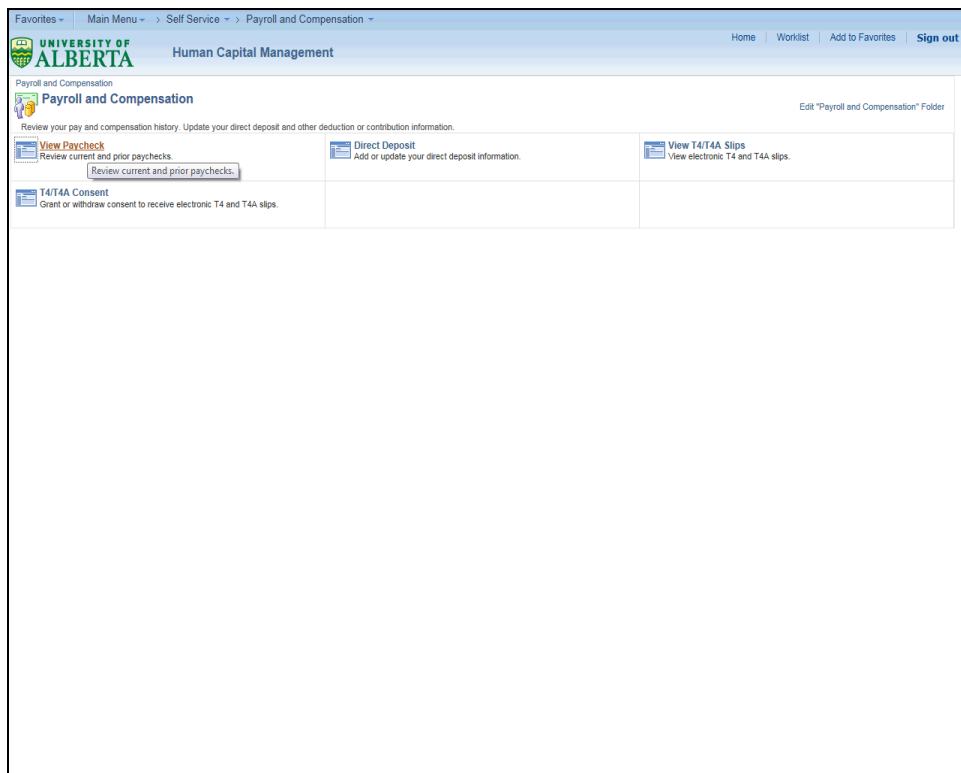 Favorites Main Menu > Self Service > Payroll and Compensation
Home Worklist Add to Favorites Sign out
UNIVERSITY OF
ALBERTA
Human Capital Management
Payroll and Compensation
Payroll and Compensation
Edit "Payroll and Compensation" Folder
Review your pay and compensation history. Update your direct deposit and other deduction or contribution information.
View Paycheck
Review current and prior paychecks.
Review current and prior paychecks.
Direct Deposit
Add or update your direct deposit information.
View T4/T4A Slips
View electronic T4 and T4A slips.
T4/T4A Consent
Grant or withdraw consent to receive electronic T4 and T4A slips.